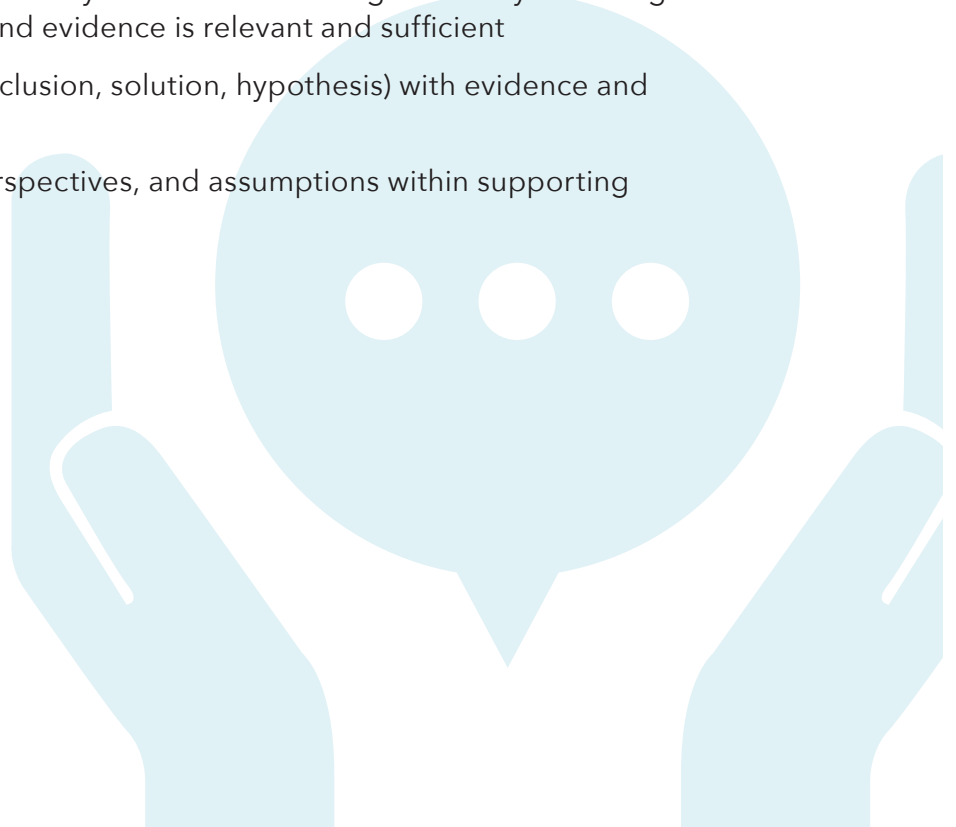 nd evidence is relevant and sufficient
clusion, solution, hypothesis) with evidence and
rspectives, and assumptions within supporting